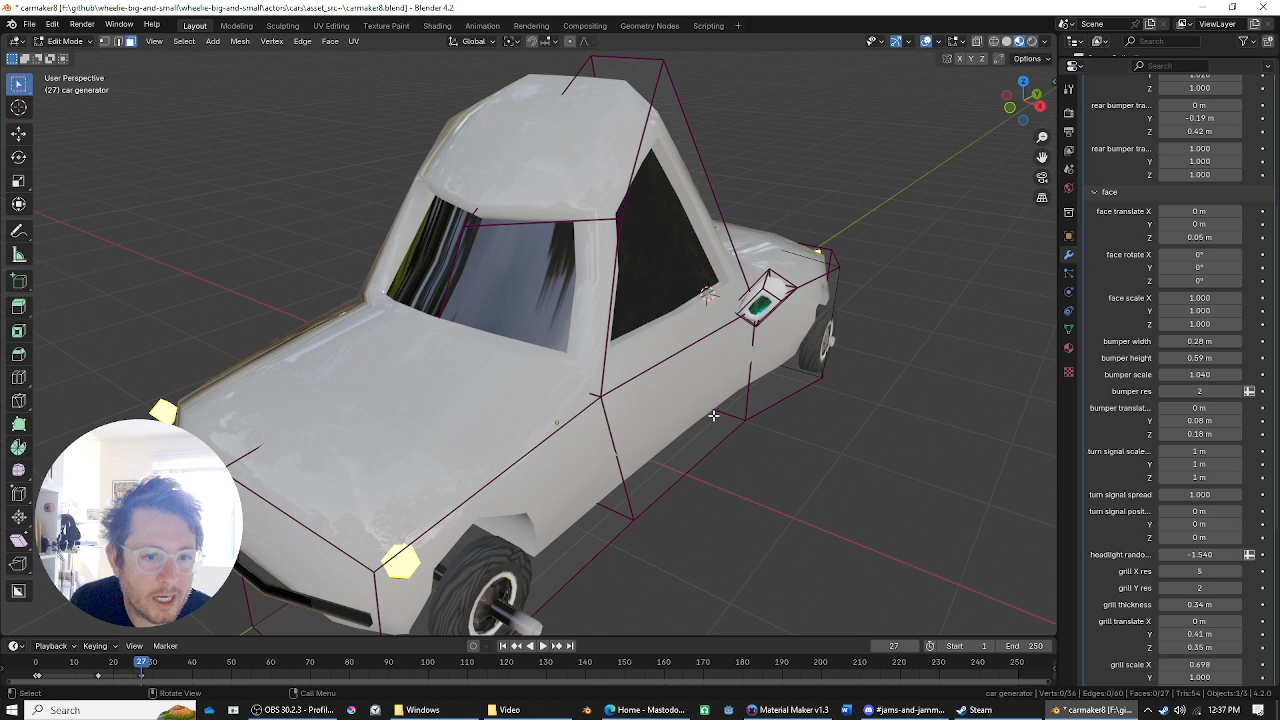 * carmaker8 [F:\github\wheelie-big-and-small\wheelie-big-and-small\actors\cars\asset_src-~\carmaker8.blend] - Blender 4.2
File Edit Render Window Help Layout Modeling Sculpting UV Editing Texture Paint Shading Animation Rendering Compositing Geometry Nodes Scripting + Scene ViewLayer
Edit Mode View Select Add Mesh Vertex Edge Face UV Global Search
X Y Z Options Search
User Perspective
(27) car generator
Z 1.000
rear bumper tra... 0 m
Y -0.19 m
Z 0.42 m
rear bumper tra... 1.000
Y 1.000
Z 1.000
face
face translate X 0 m
Y 0 m
Z 0.05 m
face rotate X 0°
Y 0°
Z 0°
face scale X 1.000
Y 1.000
Z 1.000
bumper width 0.28 m
bumper height 0.59 m
bumper scale 1.040
bumper res 2
bumper translat... 0 m
Y 0.08 m
Z 0.18 m
turn signal scale... 1 m
Y 1 m
Z 1 m
turn signal spread 1.000
turn signal posit... 0 m
Y 0 m
Z 0 m
headlight rando... -1.540
grill X res 5
grill Y res 2
grill thickness 0.34 m
grill translate X 0 m
Y 0.41 m
Z 0.35 m
grill scale X 0.698
Y 1.000
Playback Keying View Marker 27 Start 1 End 250
0 10 20 27 30 40 50 60 70 80 90 100 110 120 130 140 150 160 170 180 190 200 210 220 230 240 250
Select Rotate View Call Menu car generator | Verts:0/36 | Edges:0/60 | Faces:0/27 | Tris:54 | Objects:1/3 | 4.2.0
Search Windows Video OBS 30.2.3 - Profil... Home - Mastodo... Material Maker v1.3 #jams-and-jamm... Steam * carmaker8 [F:\gi... 12:37 PM